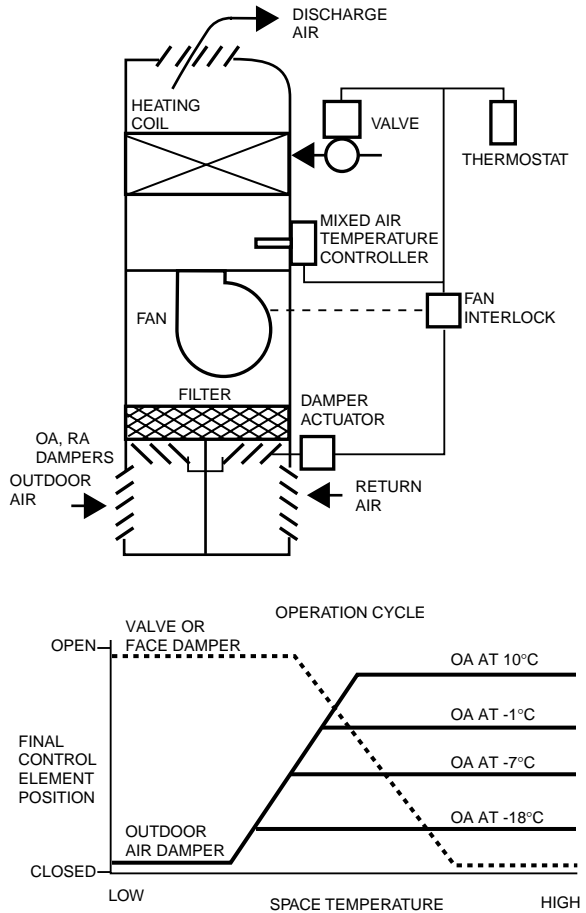 DISCHARGE
AIR
HEATING
COIL
VALVE
THERMOSTAT
MIXED AIR
TEMPERATURE
CONTROLLER
FAN
FAN
INTERLOCK
FILTER
DAMPER
ACTUATOR
OA, RA
DAMPERS
OUTDOOR
AIR
RETURN
AIR
OPERATION CYCLE
OPEN
VALVE OR
FACE DAMPER
OA AT 10°C
OA AT -1°C
FINAL
CONTROL
ELEMENT
POSITION
OA AT -7°C
OA AT -18°C
OUTDOOR
AIR DAMPER
CLOSED
LOW
SPACE TEMPERATURE
HIGH